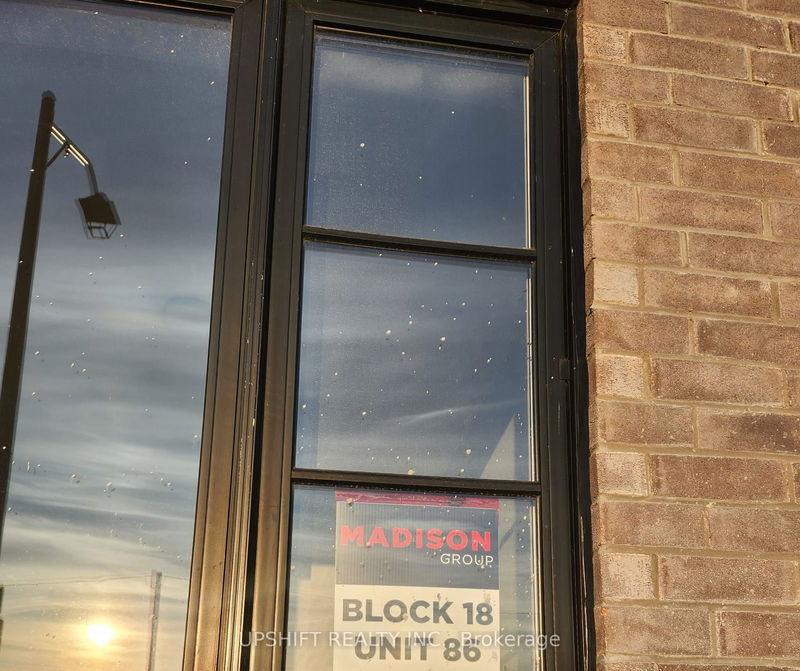 MADISON
GROUP
BLOCK 18
UNIT 86
UPSHIFT REALTY INC., Brokerage